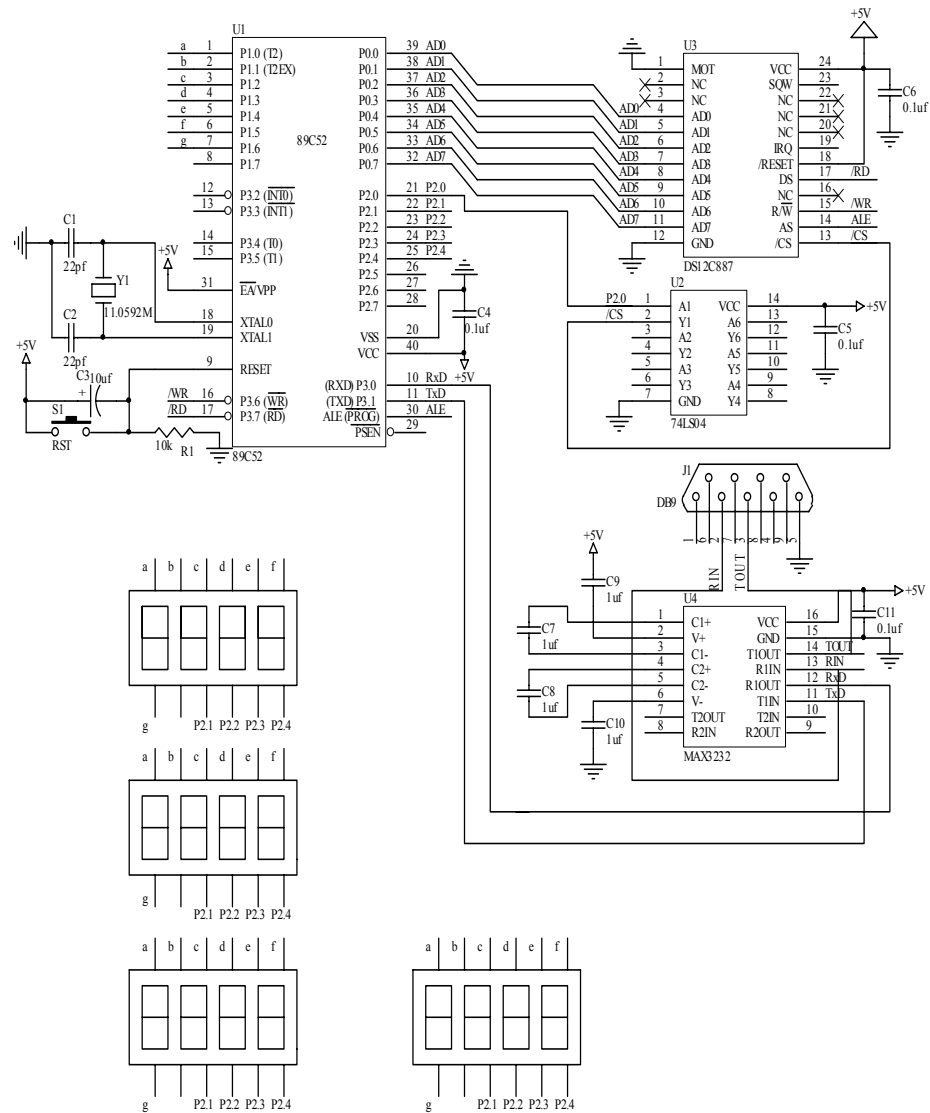 U1
89C52
89C52
a 1 P1.0 (T2)
b 2 P1.1 (T2EX)
c 3 P1.2
d 4 P1.3
e 5 P1.4
f 6 P1.5
g 7 P1.6
8 P1.7
12 P3.2 (INT0)
13 P3.3 (INT1)
14 P3.4 (T0)
15 P3.5 (T1)
31 EA/VPP
18 XTAL0
19 XTAL1
9 RESET
/WR 16 P3.6 (WR)
/RD 17 P3.7 (RD)
P0.0 39 AD0
P0.1 38 AD1
P0.2 37 AD2
P0.3 36 AD3
P0.4 35 AD4
P0.5 34 AD5
P0.6 33 AD6
P0.7 32 AD7
P2.0 21 P2.0
P2.1 22 P2.1
P2.2 23 P2.2
P2.3 24 P2.3
P2.4 25 P2.4
P2.5 26
P2.6 27
P2.7 28
VSS 20
VCC 40
(RXD) P3.0 10 RxD
(TXD) P3.1 11 TxD
ALE (PROG) 30 ALE
PSEN 29
C1
22pf
+5V
Y1
11.0592M
C2
22pf
+5V
C3 10uf
+
S1
RST
10k
R1
C4
0.1uf
+5V
+5V
U3
1 MOT
2 NC
3 NC
AD0 4 AD0
AD1 5 AD1
AD2 6 AD2
AD3 7 AD3
AD4 8 AD4
AD5 9 AD5
AD6 10 AD6
AD7 11 AD7
12 GND
VCC 24
SQW 23
NC 22
NC 21
NC 20
IRQ 19
/RESET 18
DS 17 /RD
NC 16
R/W 15 /WR
AS 14 ALE
/CS 13 /CS
DS12C887
C6
0.1uf
U2
P2.0 1 A1
/CS 2 Y1
3 A2
4 Y2
5 A3
6 Y3
7 GND
VCC 14
A6 13
Y6 12
A5 11
Y5 10
A4 9
Y4 8
74LS04
+5V
C5
0.1uf
J1
DB9
1 6 2 7 3 8 4 9 5
RIN
TOUT
+5V
C9
1uf
C7
1uf
C8
1uf
C10
1uf
U4
1 C1+
2 V+
3 C1-
4 C2+
5 C2-
6 V-
7 T2OUT
8 R2IN
VCC 16
GND 15
T1OUT 14 TOUT
R1IN 13 RIN
R1OUT 12 RxD
T1IN 11 TxD
T2IN 10
R2OUT 9
MAX3232
+5V
C11
0.1uf
a b c d e f
g P2.1 P2.2 P2.3 P2.4
a b c d e f
g P2.1 P2.2 P2.3 P2.4
a b c d e f
g P2.1 P2.2 P2.3 P2.4
a b c d e f
g P2.1 P2.2 P2.3 P2.4